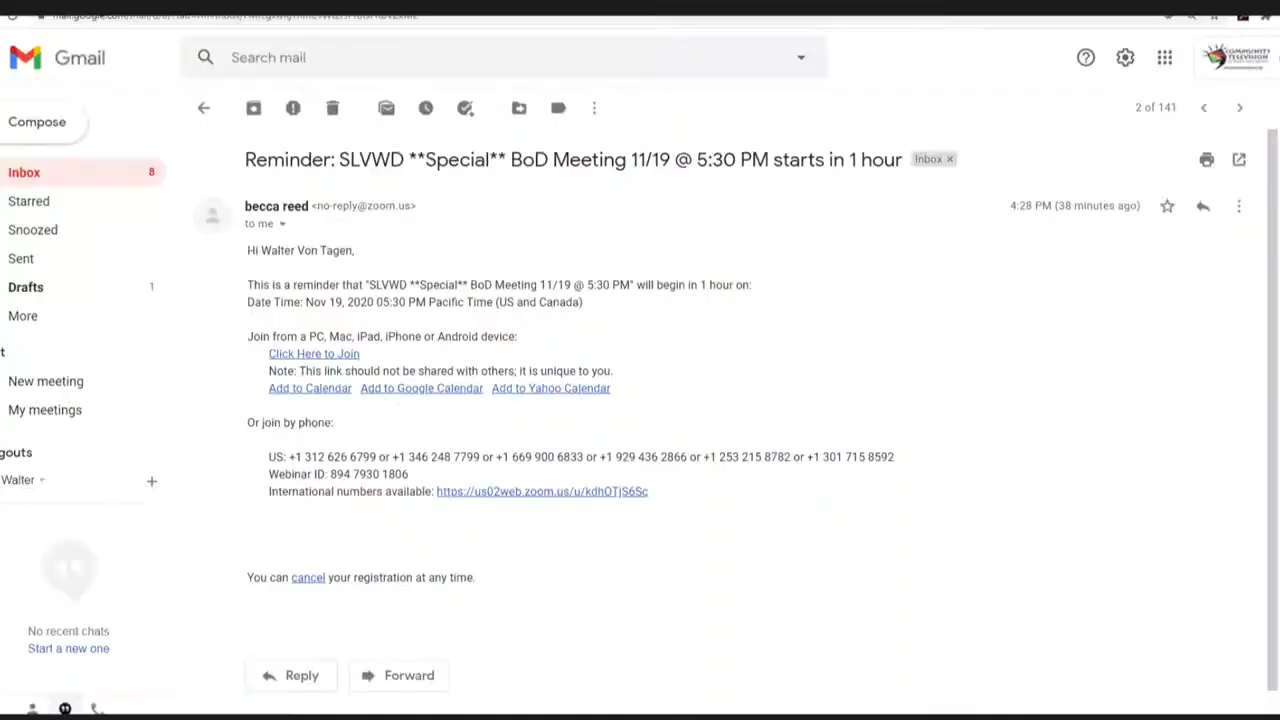 Gmail
Search mail
COMMUNITY
TELEVISION
Compose
2 of 141
Reminder: SLVWD **Special** BoD Meeting 11/19 @ 5:30 PM starts in 1 hour
Inbox ×
Inbox 8
Starred
Snoozed
Sent
Drafts 1
More
t
New meeting
My meetings
gouts
Walter
No recent chats
Start a new one
becca reed <no-reply@zoom.us>
4:28 PM (38 minutes ago)
to me
Hi Walter Von Tagen,
This is a reminder that "SLVWD **Special** BoD Meeting 11/19 @ 5:30 PM" will begin in 1 hour on:
Date Time: Nov 19, 2020 05:30 PM Pacific Time (US and Canada)
Join from a PC, Mac, iPad, iPhone or Android device:
Click Here to Join
Note: This link should not be shared with others; it is unique to you.
Add to Calendar Add to Google Calendar Add to Yahoo Calendar
Or join by phone:
US: +1 312 626 6799 or +1 346 248 7799 or +1 669 900 6833 or +1 929 436 2866 or +1 253 215 8782 or +1 301 715 8592
Webinar ID: 894 7930 1806
International numbers available: https://us02web.zoom.us/u/kdhOTjS6Sc
You can cancel your registration at any time.
Reply
Forward